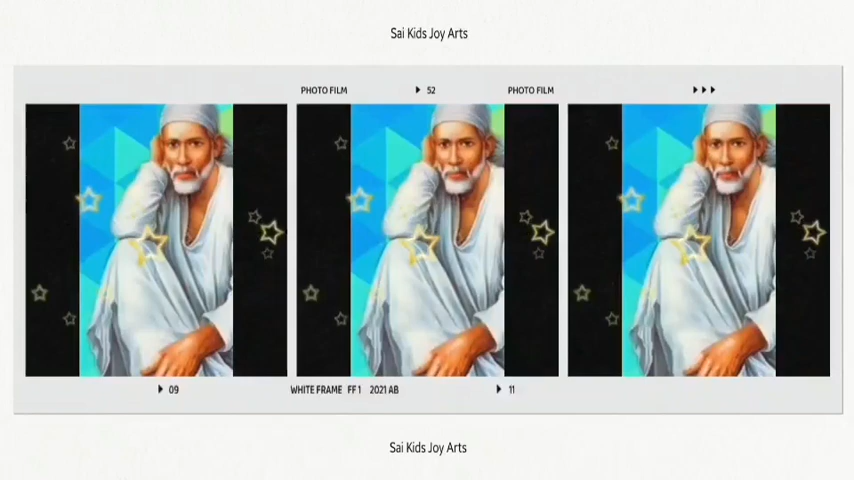 Sai Kids Joy Arts
PHOTO FILM 52 PHOTO FILM
09 WHITE FRAME FF 1 2021 AB 11
Sai Kids Joy Arts